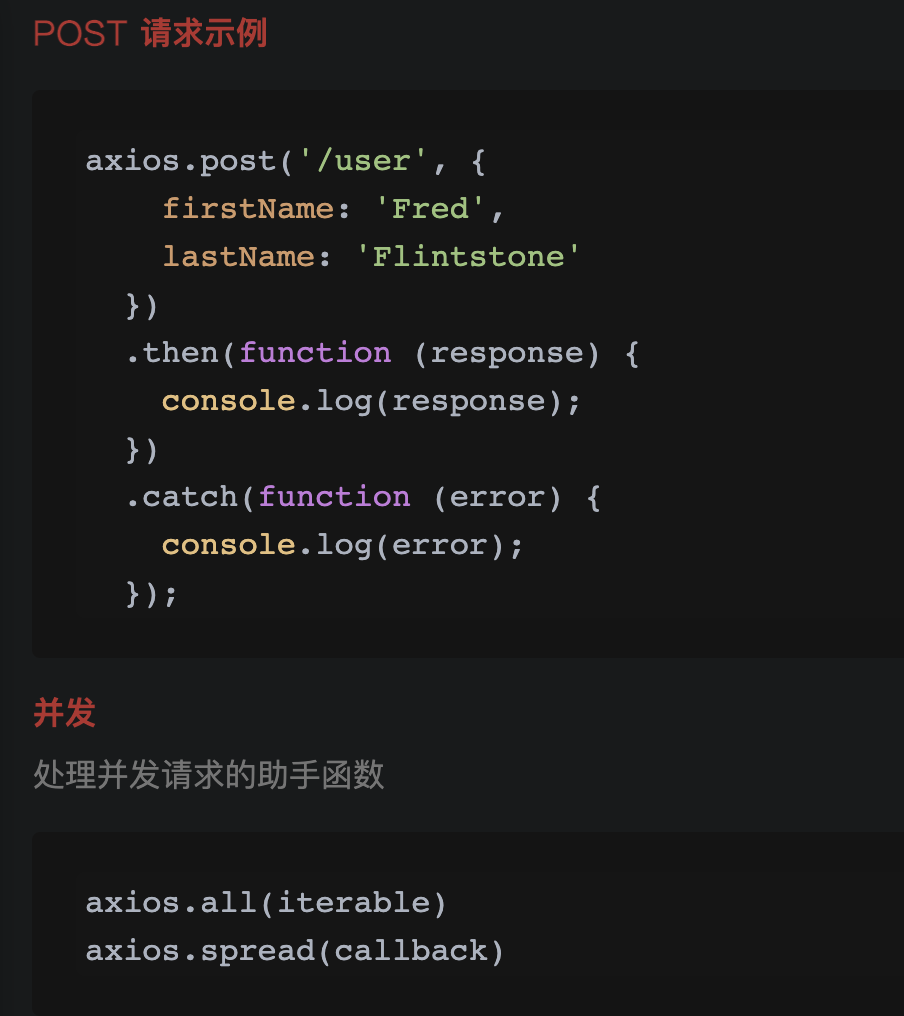 POST 请求示例
axios.post('/user', {
    firstName: 'Fred',
    lastName: 'Flintstone'
  })
  .then(function (response) {
    console.log(response);
  })
  .catch(function (error) {
    console.log(error);
  });
并发
处理并发请求的助手函数
axios.all(iterable)
axios.spread(callback)